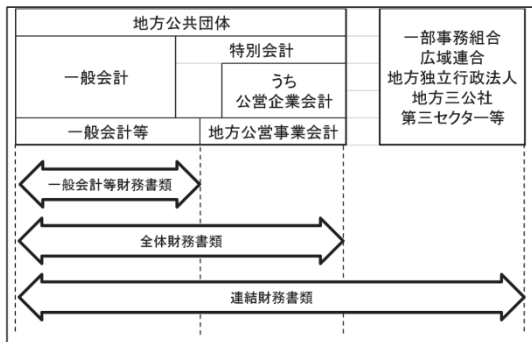 地方公共団体
一般会計
特別会計
うち
公営企業会計
一般会計等
地方公営事業会計
一部事務組合
広域連合
地方独立行政法人
地方三公社
第三セクター等
一般会計等財務書類
全体財務書類
連結財務書類